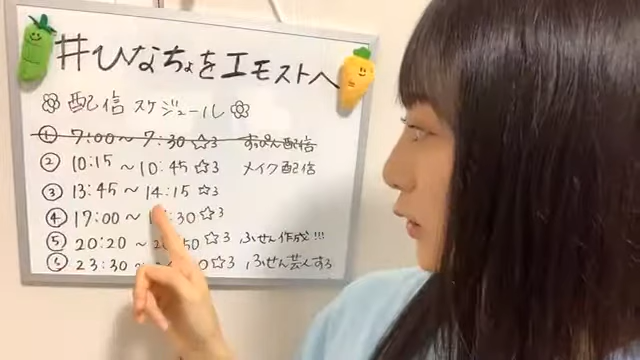 #ひなちょをエモストへ
配信スケジュール
① 7:00〜7:30 ☆3 すっぴん配信
② 10:15〜10:45 ☆3 メイク配信
③ 13:45〜14:15 ☆3
④ 17:00〜 :30 ☆3
⑤ 20:20〜2 50 ☆3 ふせん作成!!!
⑥ 23:30〜 0 ☆3 ふせん芸人する